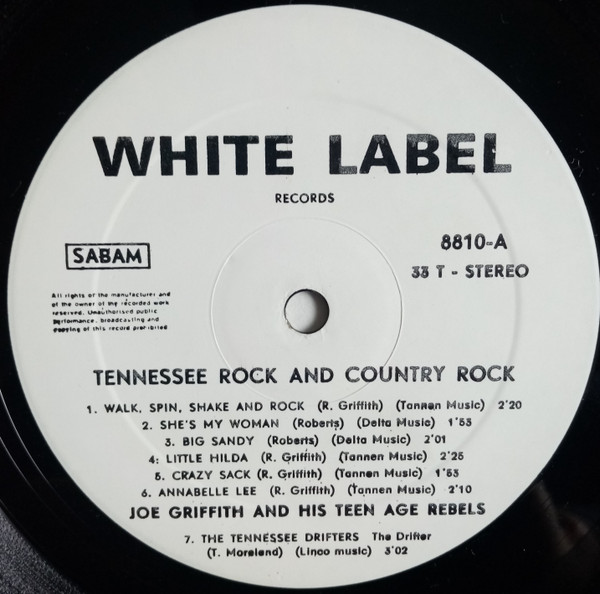 WHITE LABEL
RECORDS
SABAM
8810-A
33 T - STEREO
All rights of the manufacturer and
of the owner of the recorded work
reserved. Unauthorised public
performance, broadcasting and
copying of this record prohibited
TENNESSEE ROCK AND COUNTRY ROCK
1. WALK, SPIN, SHAKE AND ROCK (R. Griffith) (Tannen Music) 2'20
2. SHE'S MY WOMAN (Roberts) (Delta Music) 1'53
3. BIG SANDY (Roberts) (Delta Music) 2'01
4: LITTLE HILDA (R. Griffith) (Tannen Music) 2'25
5. CRAZY SACK (R. Griffith) (Tannen Music) 1'53
6. ANNABELLE LEE (R. Griffith) (Tannen Music) 2'10
JOE GRIFFITH AND HIS TEEN AGE REBELS
7. THE TENNESSEE DRIFTERS The Drifter
(T. Moreland) (Linco music) 3'02